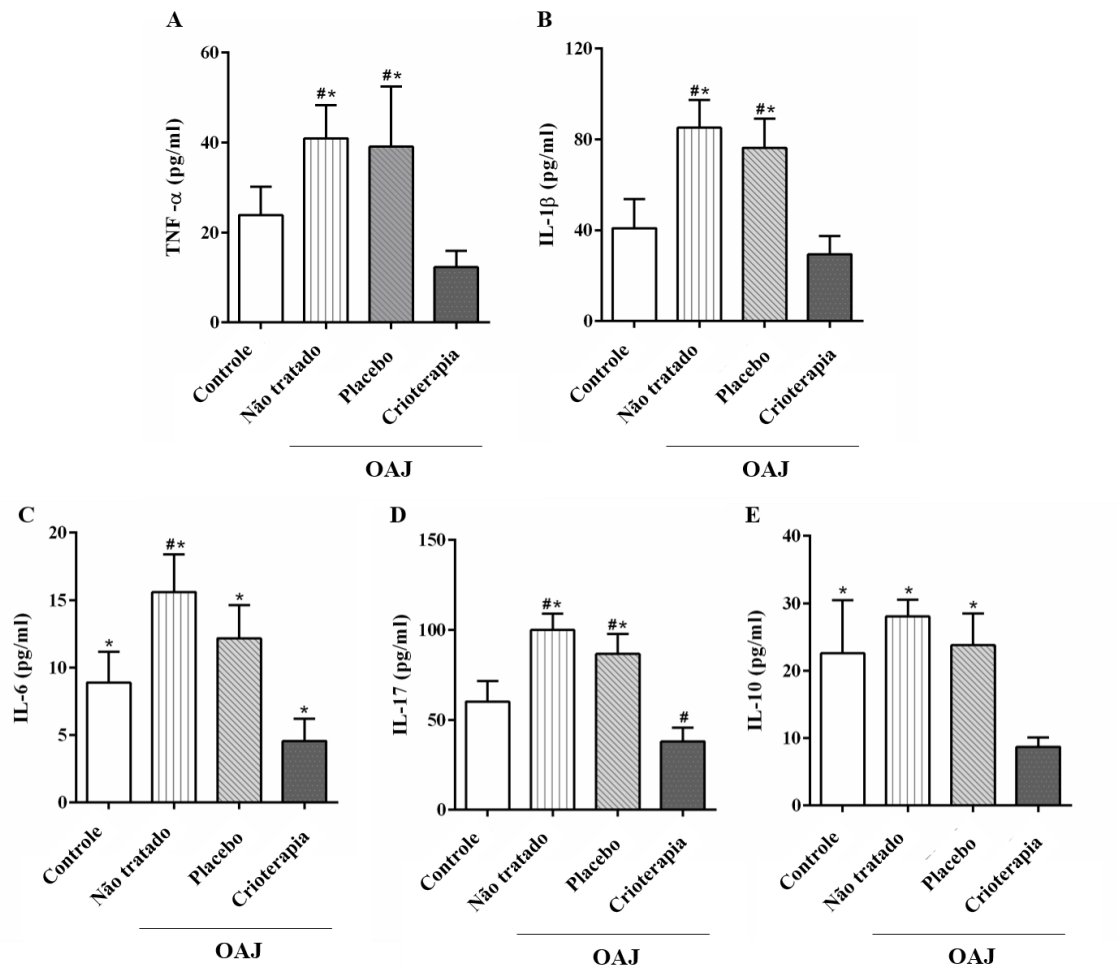 A
TNF -α (pg/ml)
60
40
20
0
#*
#*
Controle
Não tratado
Placebo
Crioterapia
OAJ
B
IL-1β (pg/ml)
120
80
40
0
#*
#*
Controle
Não tratado
Placebo
Crioterapia
OAJ
C
IL-6 (pg/ml)
20
15
10
5
0
*
#*
*
*
Controle
Não tratado
Placebo
Crioterapia
OAJ
D
IL-17 (pg/ml)
150
100
50
0
#*
#*
#
Controle
Não tratado
Placebo
Crioterapia
OAJ
E
IL-10 (pg/ml)
40
30
20
10
0
*
*
*
Controle
Não tratado
Placebo
Crioterapia
OAJ